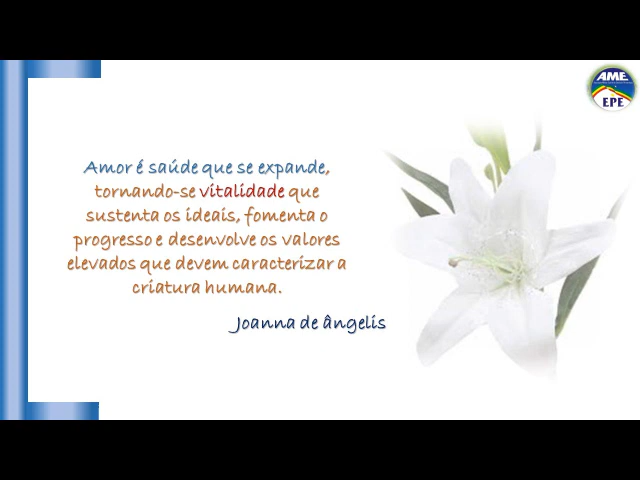 AME
EPE
Amor é saúde que se expande,
tornando-se vitalidade que
sustenta os ideais, fomenta o
progresso e desenvolve os valores
elevados que devem caracterizar a
criatura humana.
Joanna de ângelis